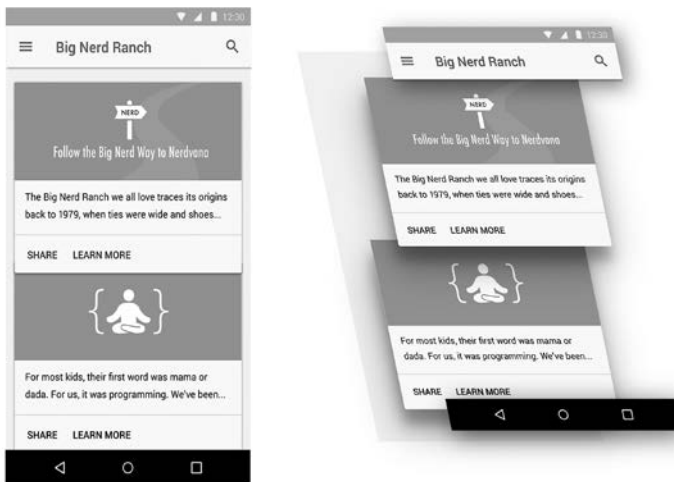 12:30
Big Nerd Ranch
NERD
Follow the Big Nerd Way to Nerdvana
The Big Nerd Ranch we all love traces its origins
back to 1979, when ties were wide and shoes...
SHARE LEARN MORE
For most kids, their first word was mama or
dada. For us, it was programming. We've been...
SHARE LEARN MORE
12:30
Big Nerd Ranch
NERD
Follow the Big Nerd Way to Nerdvana
The Big Nerd Ranch we all love traces its origins
back to 1979, when ties were wide and shoes...
SHARE LEARN MORE
For most kids, their first word was mama or
dada. For us, it was programming. We've been...
SHARE LEARN MORE